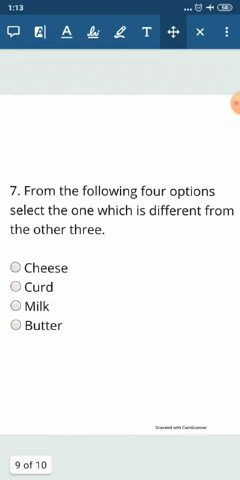 1:13
58
A
A
T
7. From the following four options
select the one which is different from
the other three.
Cheese
Curd
Milk
Butter
Scanned with CamScanner
9 of 10